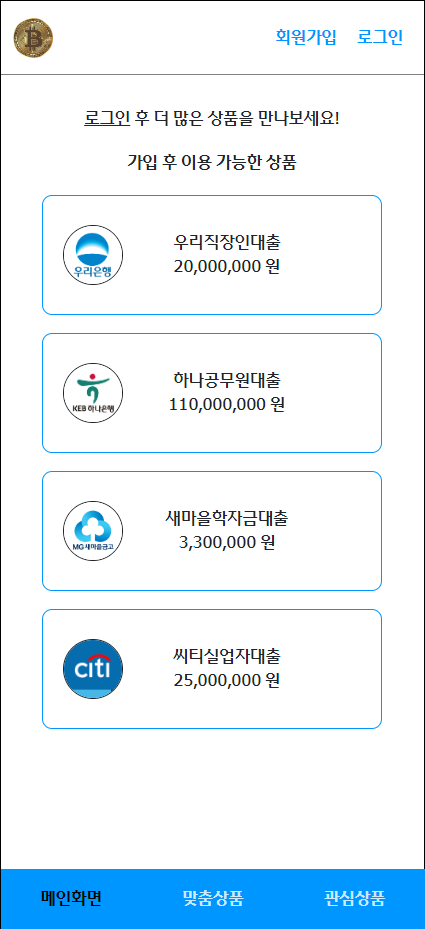 회원가입 로그인
로그인 후 더 많은 상품을 만나보세요!
가입 후 이용 가능한 상품
우리은행
우리직장인대출
20,000,000 원
KEB 하나은행
하나공무원대출
110,000,000 원
MG새마을금고
새마을학자금대출
3,300,000 원
citi
씨티실업자대출
25,000,000 원
메인화면 맞춤상품 관심상품